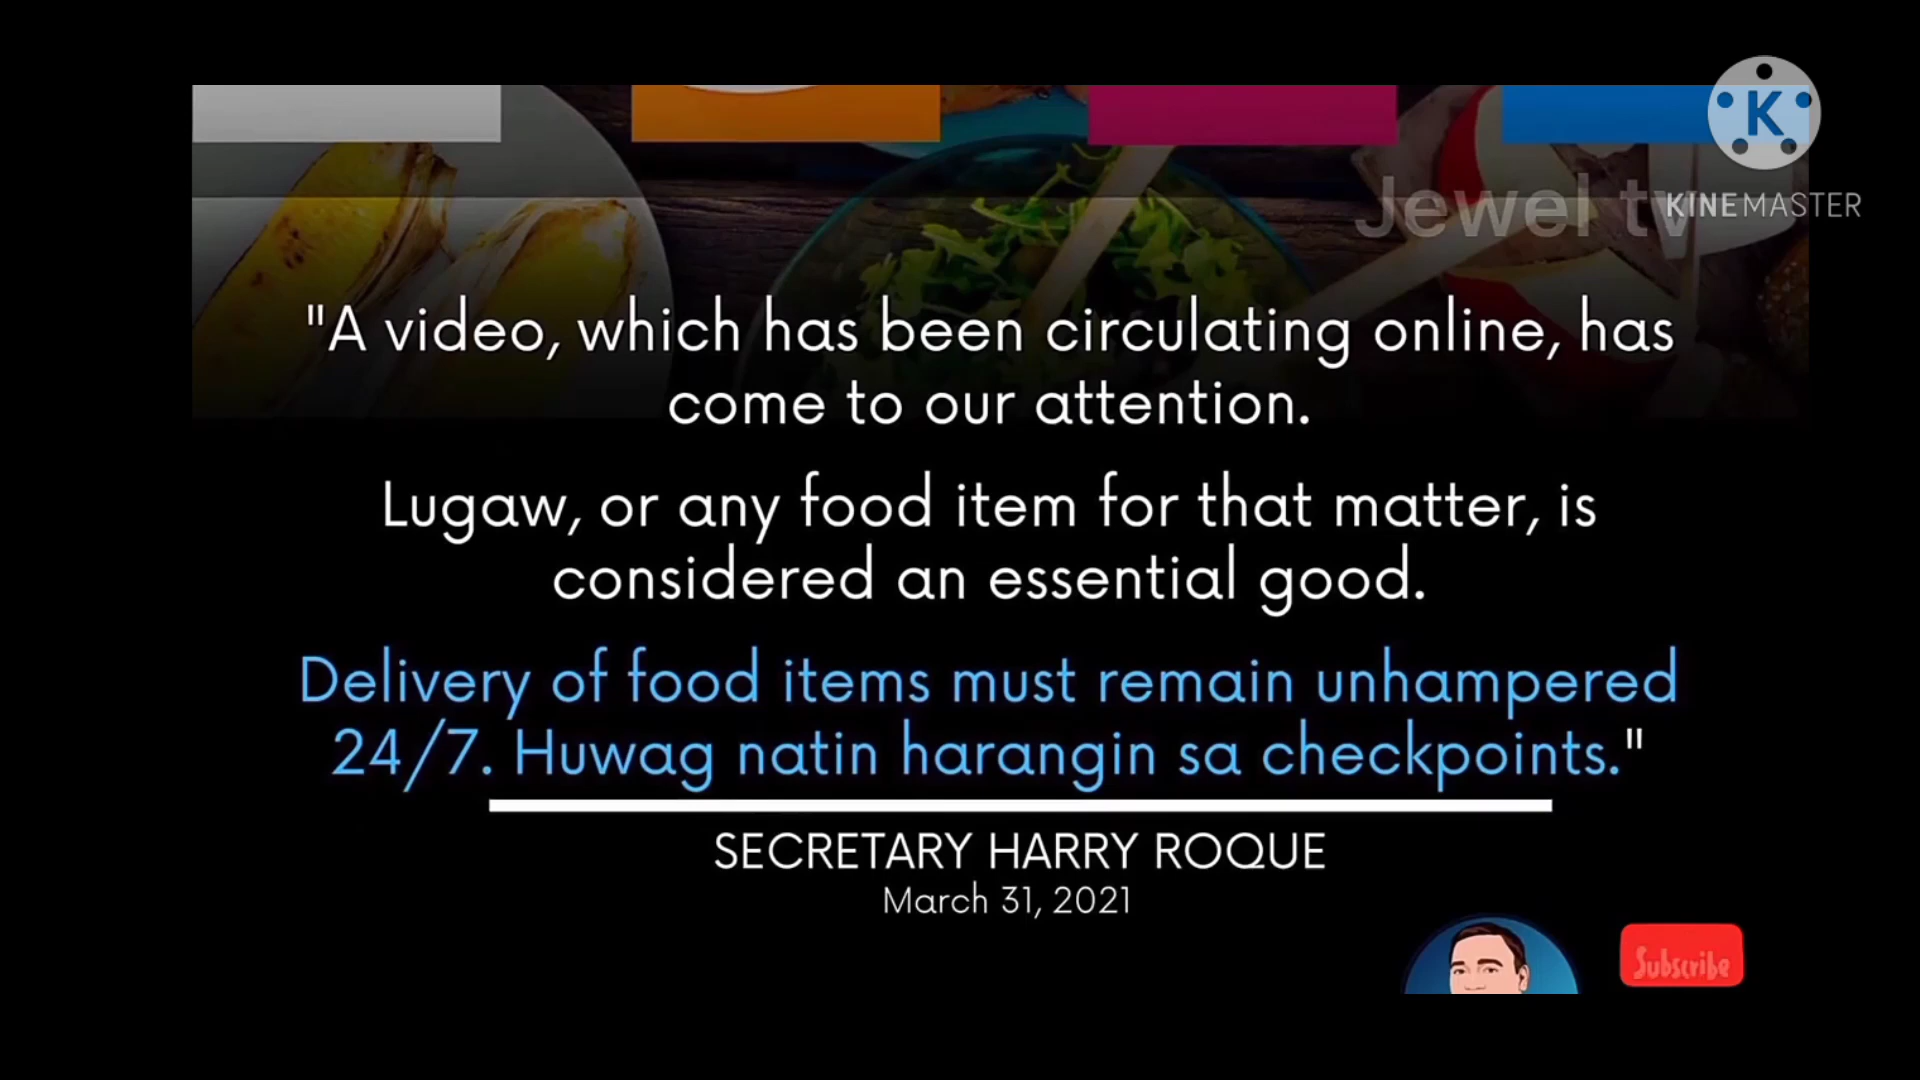 K
KINEMASTER
Jewel tv
"A video, which has been circulating online, has
come to our attention.
Lugaw, or any food item for that matter, is
considered an essential good.
Delivery of food items must remain unhampered
24/7. Huwag natin harangin sa checkpoints."
SECRETARY HARRY ROQUE
March 31, 2021
Subscribe